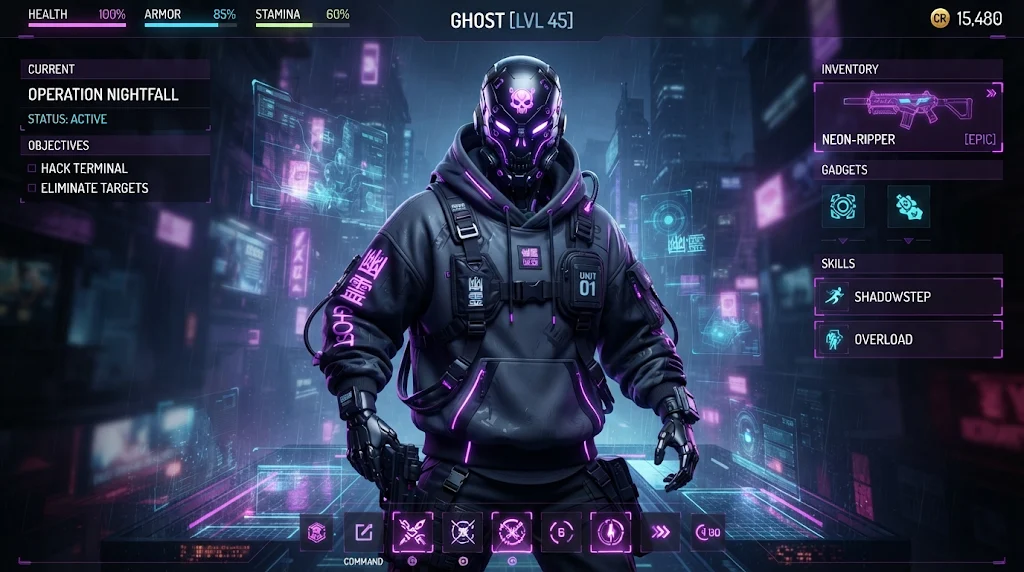 HEALTH 100%
ARMOR 85%
STAMINA 60%
GHOST [LVL 45]
CR 15,480
CURRENT
OPERATION NIGHTFALL
STATUS: ACTIVE
OBJECTIVES
HACK TERMINAL
ELIMINATE TARGETS
INVENTORY
NEON-RIPPER [EPIC]
GADGETS
SKILLS
SHADOWSTEP
OVERLOAD
UNIT
01
6
COMMAND